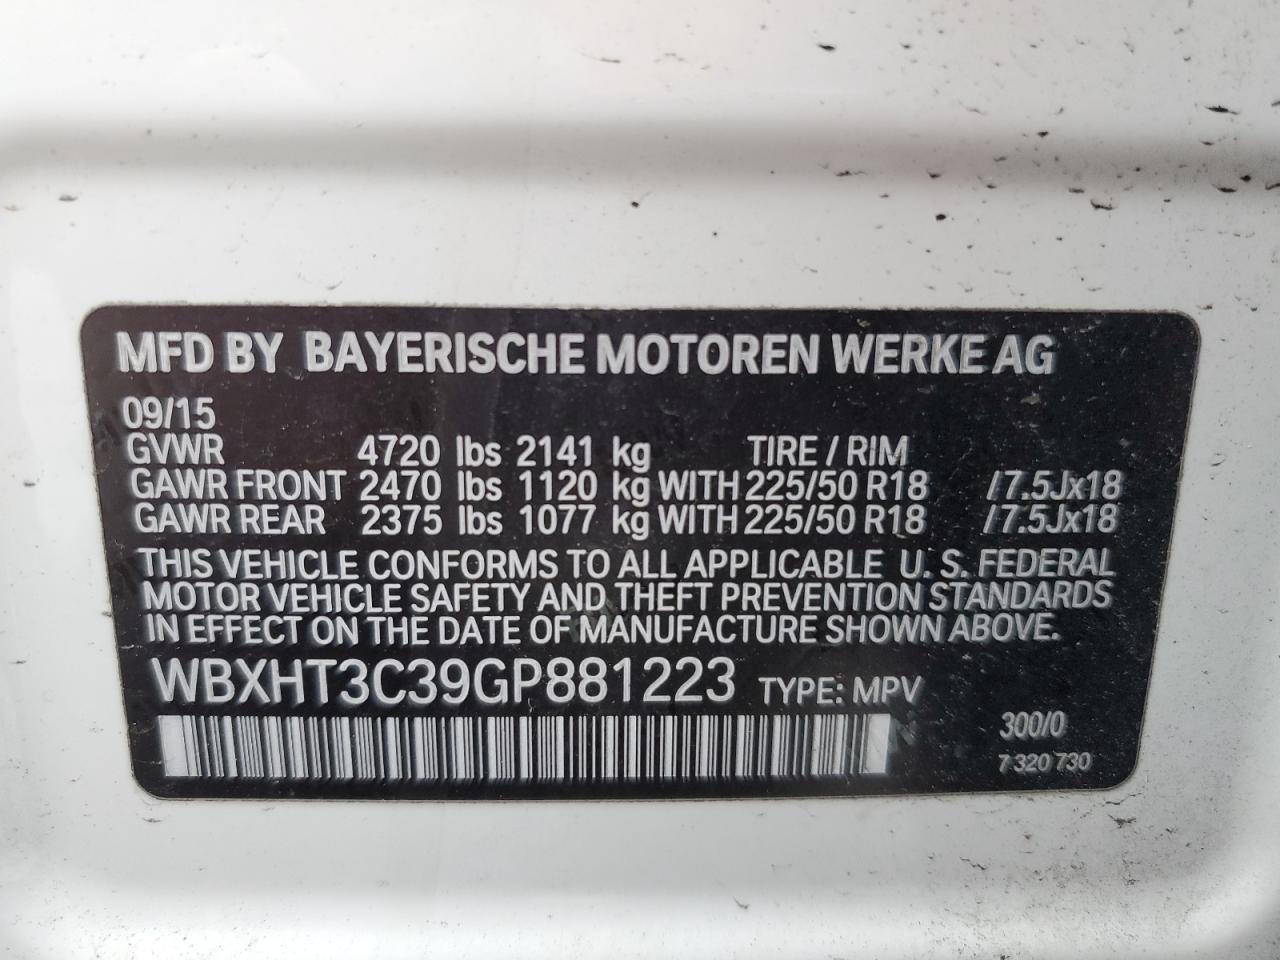 MFD BY BAYERISCHE MOTOREN WERKE AG
09/15
GVWR 4720 lbs 2141 kg TIRE / RIM
GAWR FRONT 2470 lbs 1120 kg WITH 225/50 R18 /7.5Jx18
GAWR REAR 2375 lbs 1077 kg WITH 225/50 R18 /7.5Jx18
THIS VEHICLE CONFORMS TO ALL APPLICABLE U. S. FEDERAL
MOTOR VEHICLE SAFETY AND THEFT PREVENTION STANDARDS
IN EFFECT ON THE DATE OF MANUFACTURE SHOWN ABOVE.
WBXHT3C39GP881223 TYPE: MPV
300/0
7 320 730